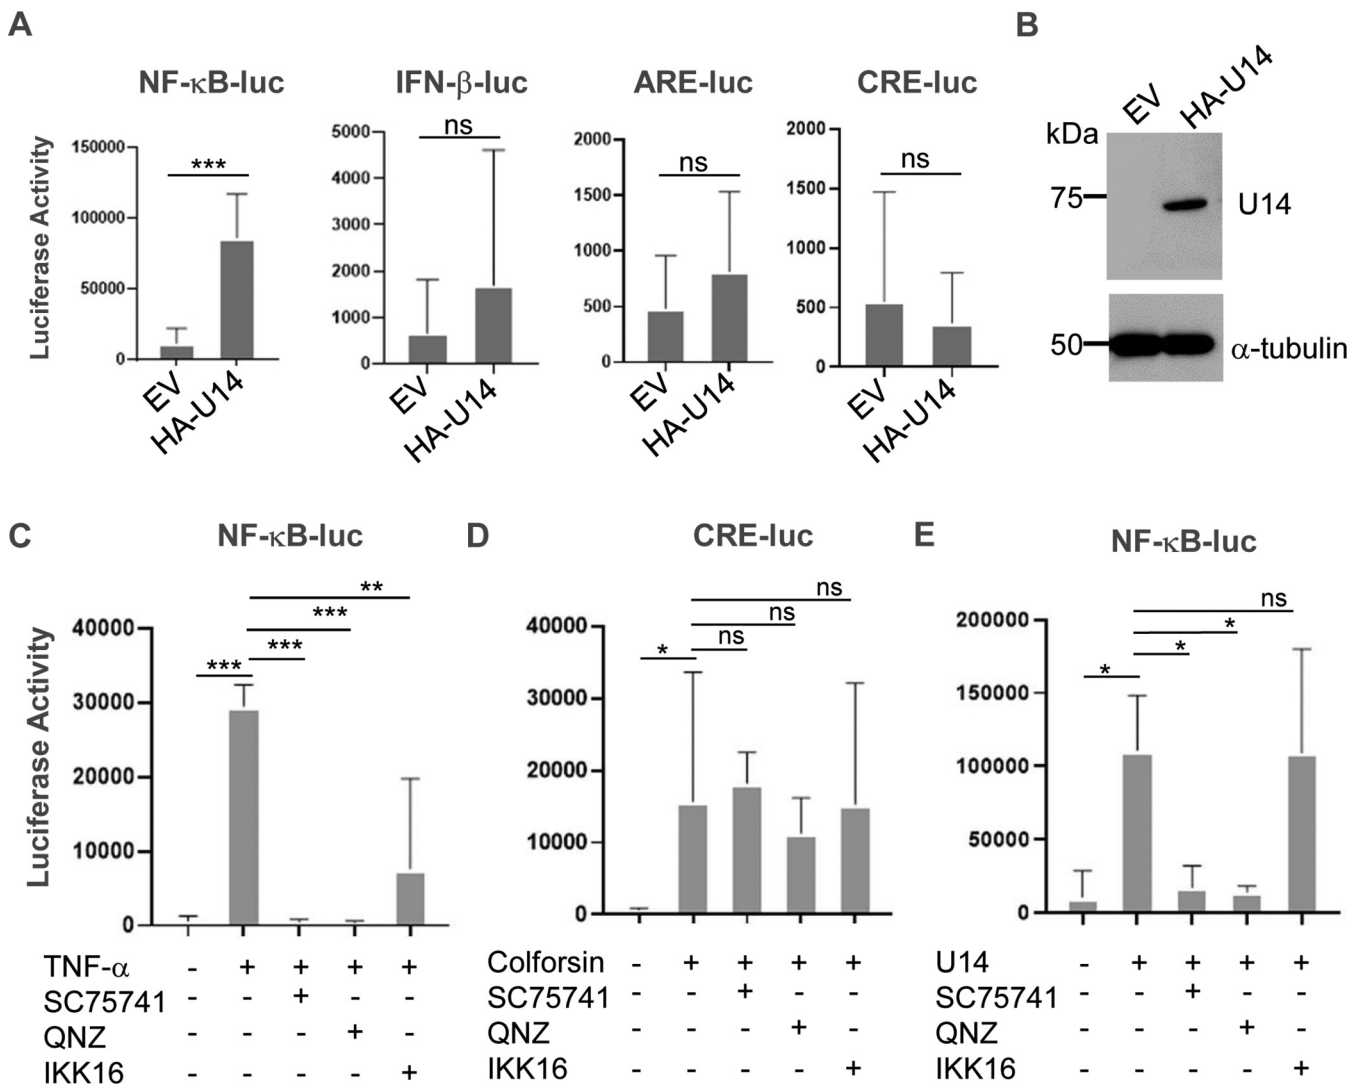 A
B
NF-κB-luc
IFN-β-luc
ARE-luc
CRE-luc
Luciferase Activity
150000
100000
50000
0
***
EV
HA-U14
5000
4000
3000
2000
1000
0
ns
EV
HA-U14
2000
1500
1000
500
0
ns
EV
HA-U14
2000
1500
1000
500
0
ns
EV
HA-U14
EV
HA-U14
kDa
75
U14
50
α-tubulin
C
NF-κB-luc
Luciferase Activity
40000
30000
20000
10000
0
**
***
***
***
TNF-α - + + + +
SC75741 - - + - -
QNZ - - - + -
IKK16 - - - - +
D
CRE-luc
40000
30000
20000
10000
0
ns
ns
ns
*
Colforsin - + + + +
SC75741 - - + - -
QNZ - - - + -
IKK16 - - - - +
E
NF-κB-luc
200000
150000
100000
50000
0
ns
*
*
*
U14 - + + + +
SC75741 - - + - -
QNZ - - - + -
IKK16 - - - - +